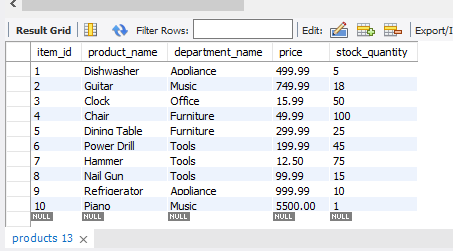 Result Grid Filter Rows: Edit: Export/I
item_id product_name department_name price stock_quantity
1 Dishwasher Appliance 499.99 5
2 Guitar Music 749.99 18
3 Clock Office 15.99 50
4 Chair Furniture 49.99 100
5 Dining Table Furniture 299.99 25
6 Power Drill Tools 199.99 45
7 Hammer Tools 12.50 75
8 Nail Gun Tools 99.99 15
9 Refrigerator Appliance 999.99 10
10 Piano Music 5500.00 1
NULL NULL NULL NULL NULL
products 13